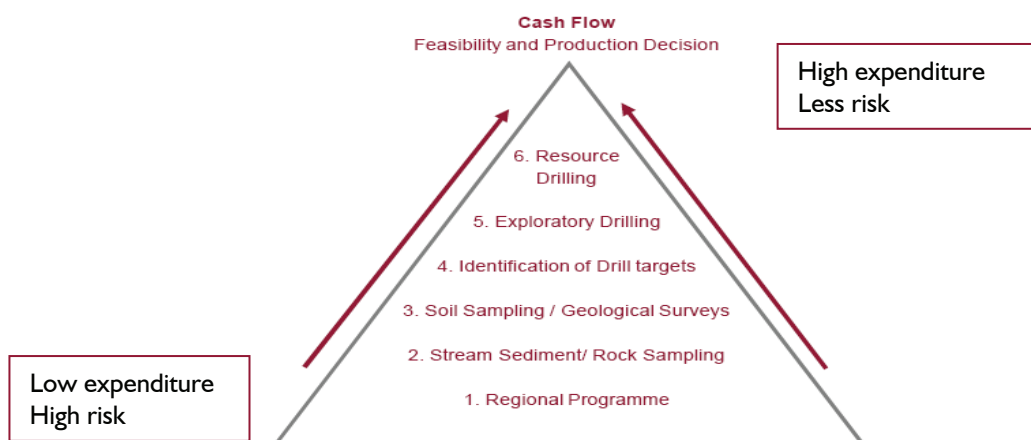 Cash Flow
Feasibility and Production Decision
High expenditure
Less risk
6. Resource
Drilling
5. Exploratory Drilling
4. Identification of Drill targets
3. Soil Sampling / Geological Surveys
2. Stream Sediment/ Rock Sampling
1. Regional Programme
Low expenditure
High risk